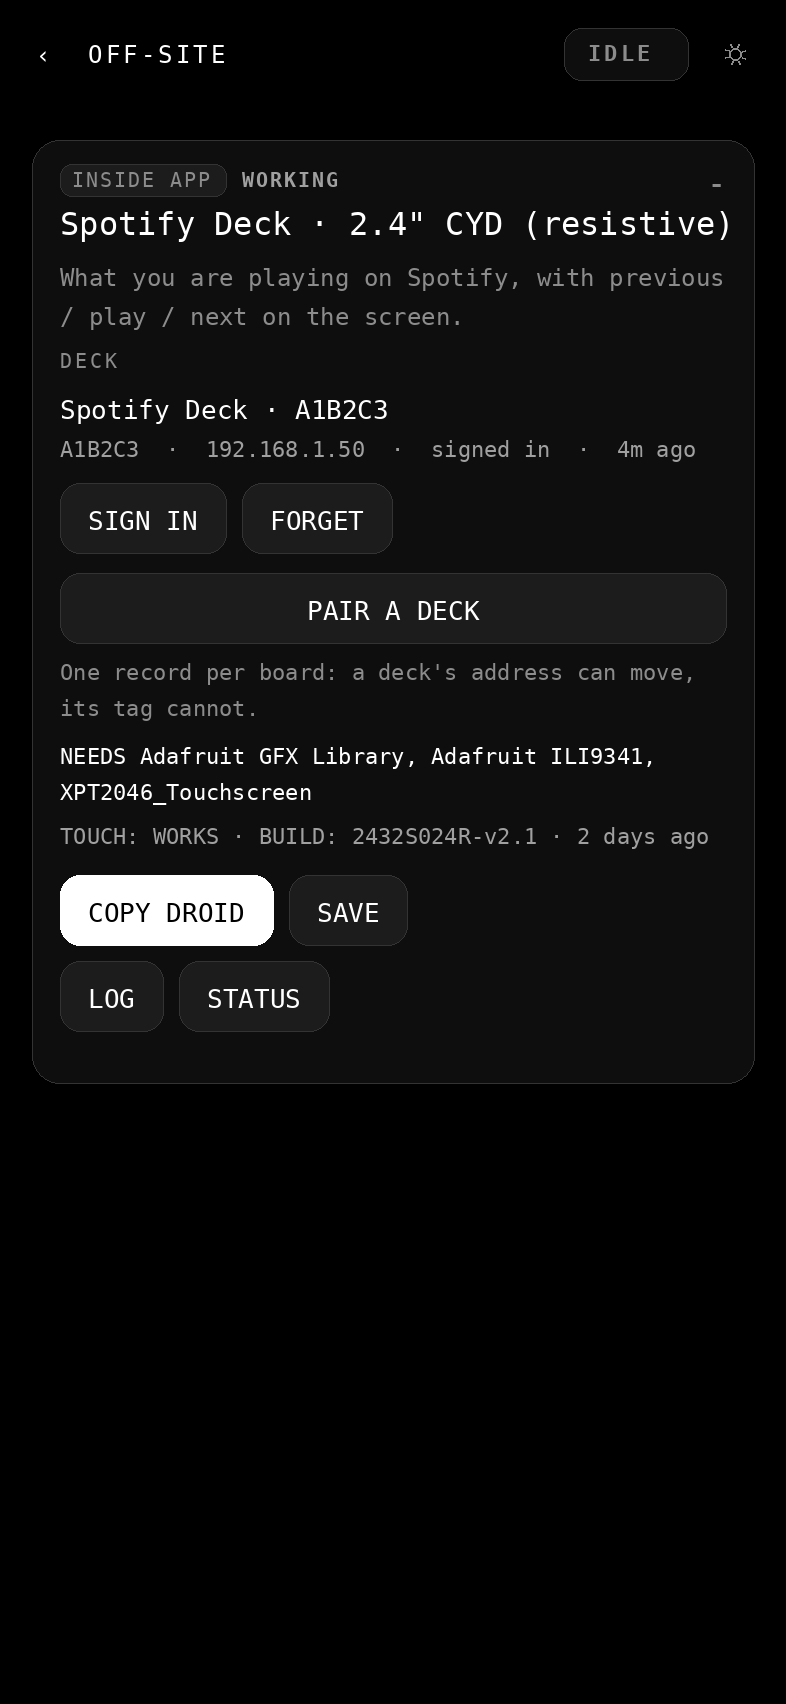 ‹ OFF-SITE IDLE
INSIDE APP WORKING -
Spotify Deck · 2.4" CYD (resistive)
What you are playing on Spotify, with previous
/ play / next on the screen.
DECK
Spotify Deck · A1B2C3
A1B2C3 · 192.168.1.50 · signed in · 4m ago
SIGN IN FORGET
PAIR A DECK
One record per board: a deck's address can move,
its tag cannot.
NEEDS Adafruit GFX Library, Adafruit ILI9341,
XPT2046_Touchscreen
TOUCH: WORKS · BUILD: 2432S024R-v2.1 · 2 days ago
COPY DROID SAVE
LOG STATUS